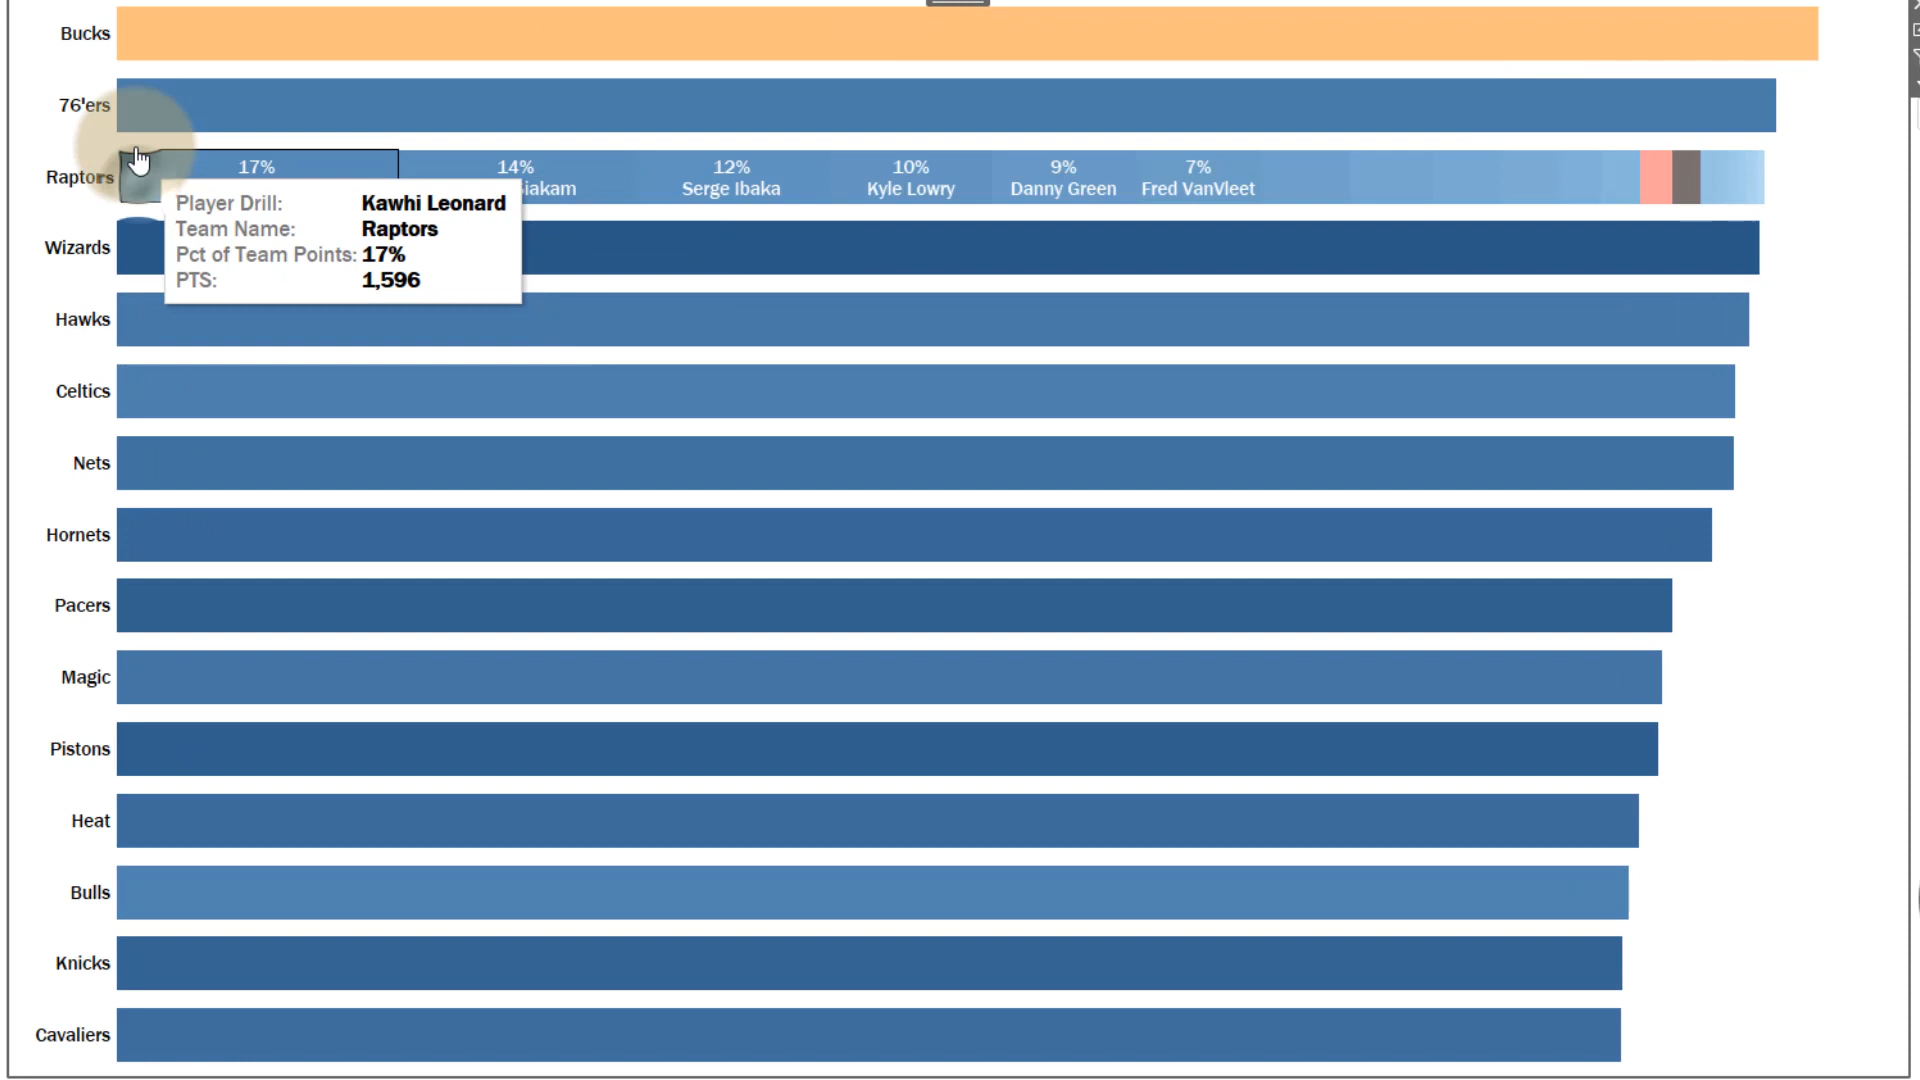 Bucks
76'ers
Raptors
17%
14%
iakam
12%
Serge Ibaka
10%
Kyle Lowry
9%
Danny Green
7%
Fred VanVleet
Player Drill: Kawhi Leonard
Team Name: Raptors
Pct of Team Points: 17%
PTS: 1,596
Wizards
Hawks
Celtics
Nets
Hornets
Pacers
Magic
Pistons
Heat
Bulls
Knicks
Cavaliers